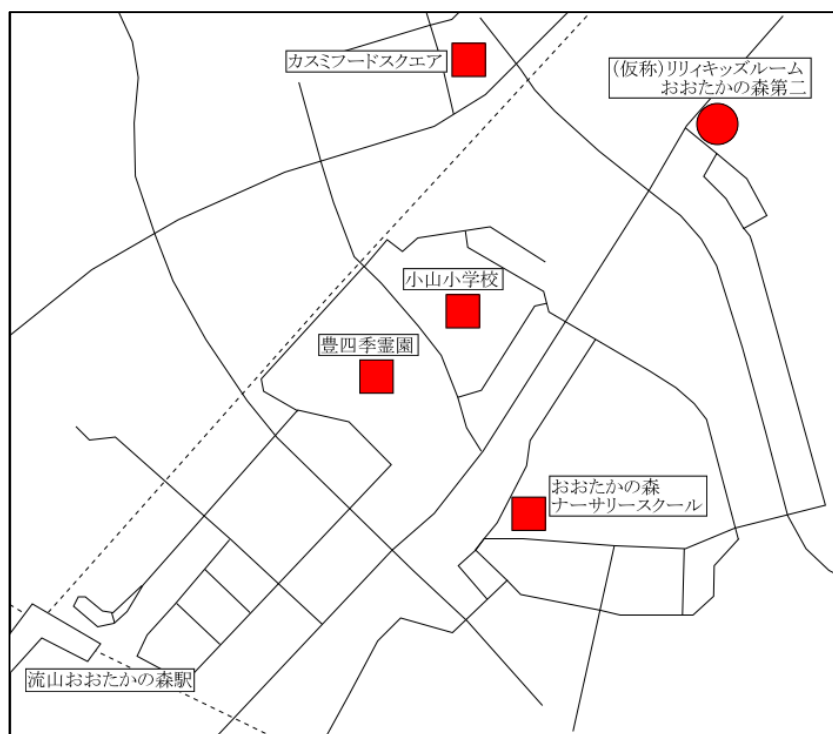 カスミフードスクエア
(仮称)リリィキッズルーム
おおたかの森第二
小山小学校
豊四季霊園
おおたかの森
ナーサリースクール
流山おおたかの森駅